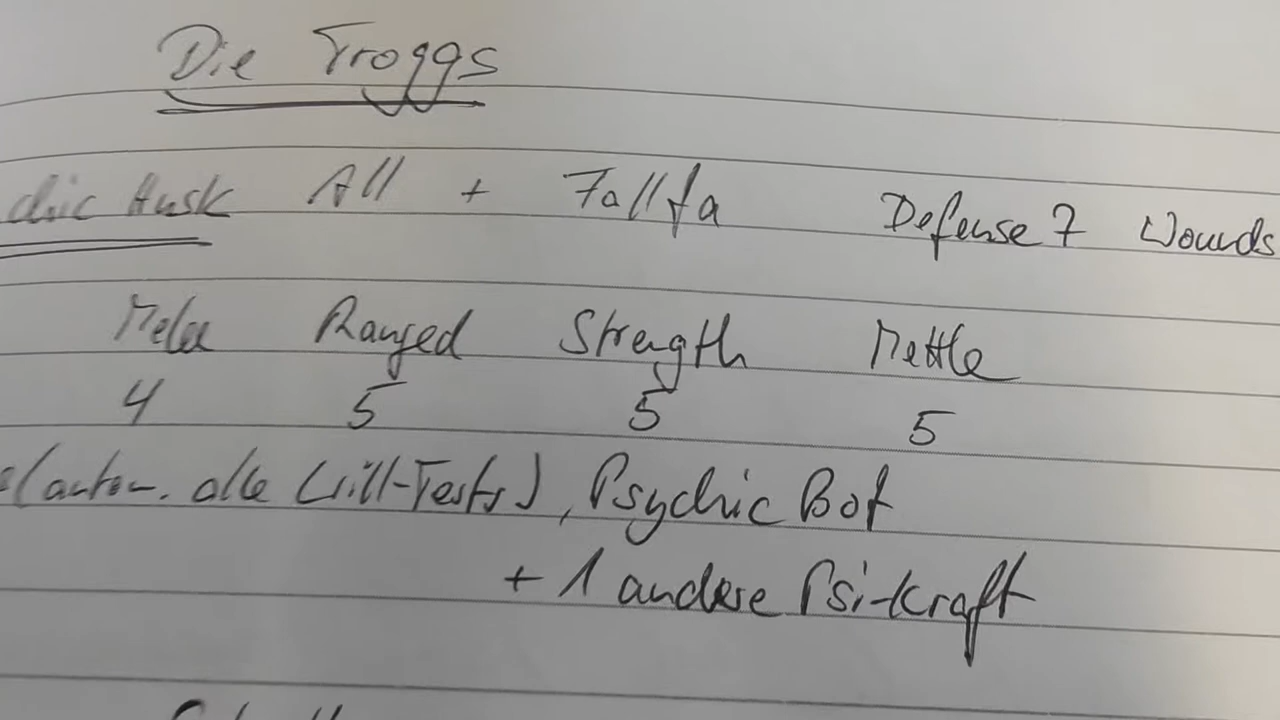 Die Troggs
chic Husk All + Fallfa Defense 7 Wounds
Melee Ranged Strength Mettle
4 5 5 5
(autom. alle Will-Tests), Psychic Bot
+ 1 andere Psi-Kraft